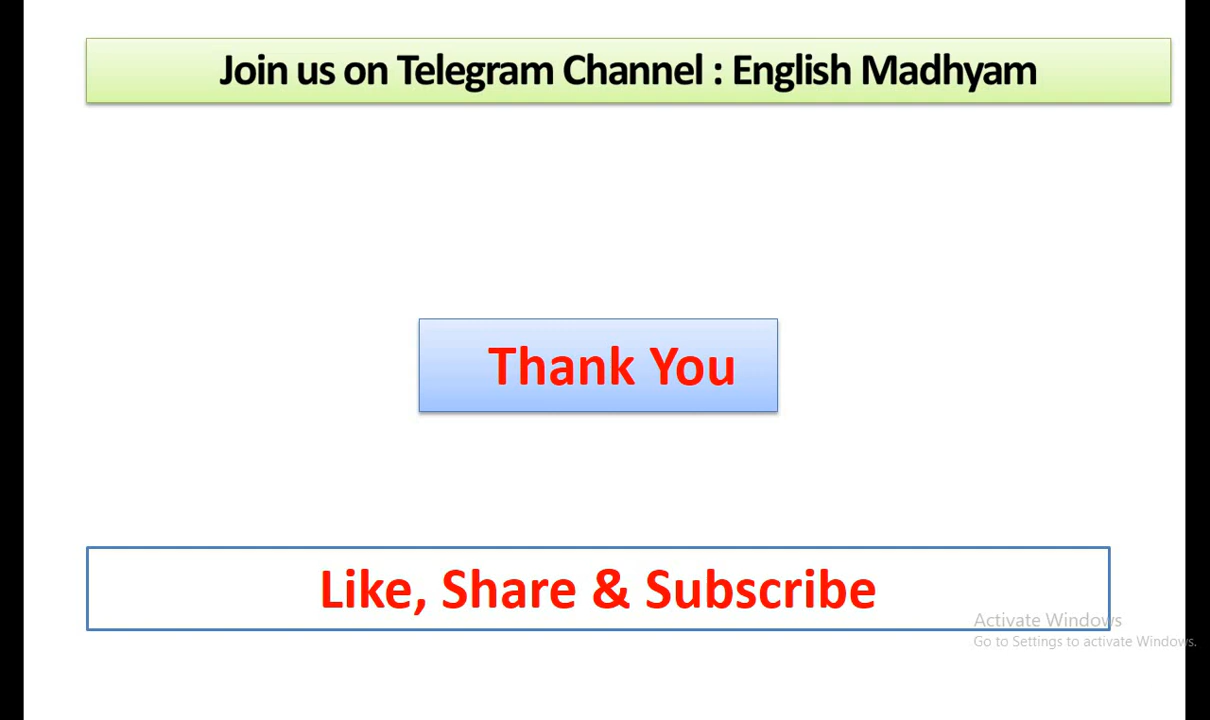 Join us on Telegram Channel : English Madhyam
Thank You
Like, Share & Subscribe
Activate Windows
Go to Settings to activate Windows.